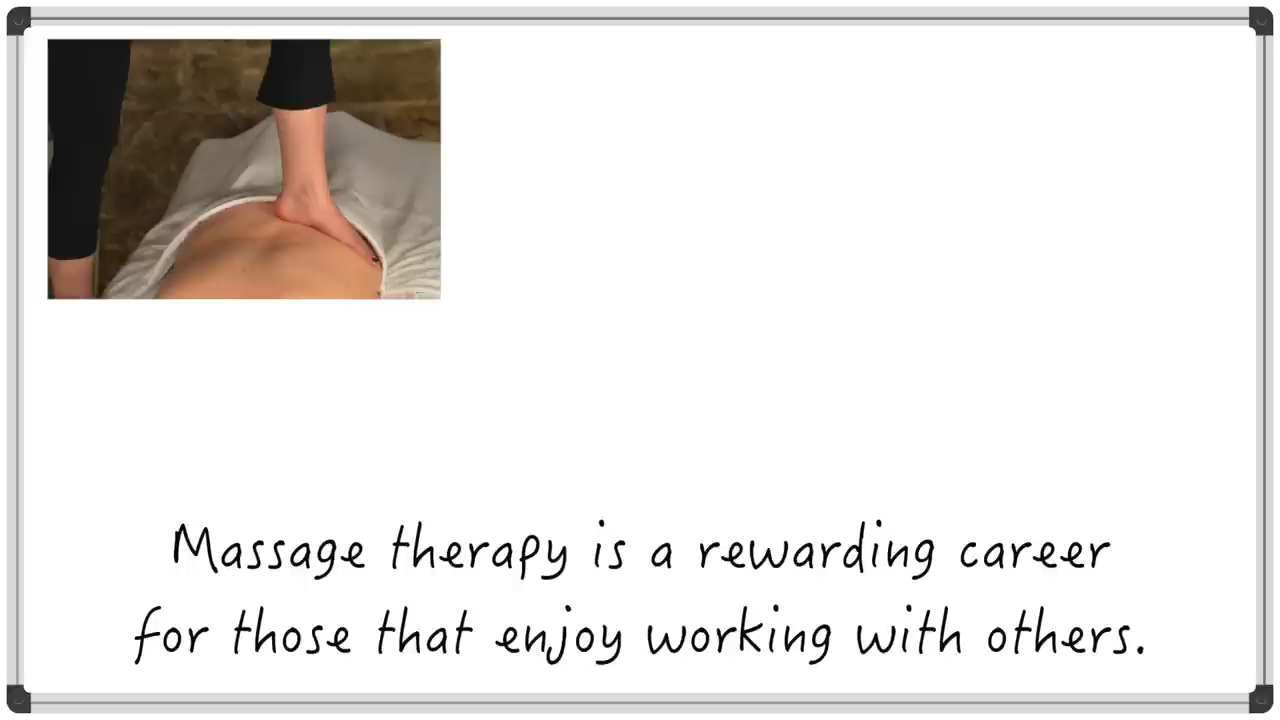 Massage therapy is a rewarding career
for those that enjoy working with others.